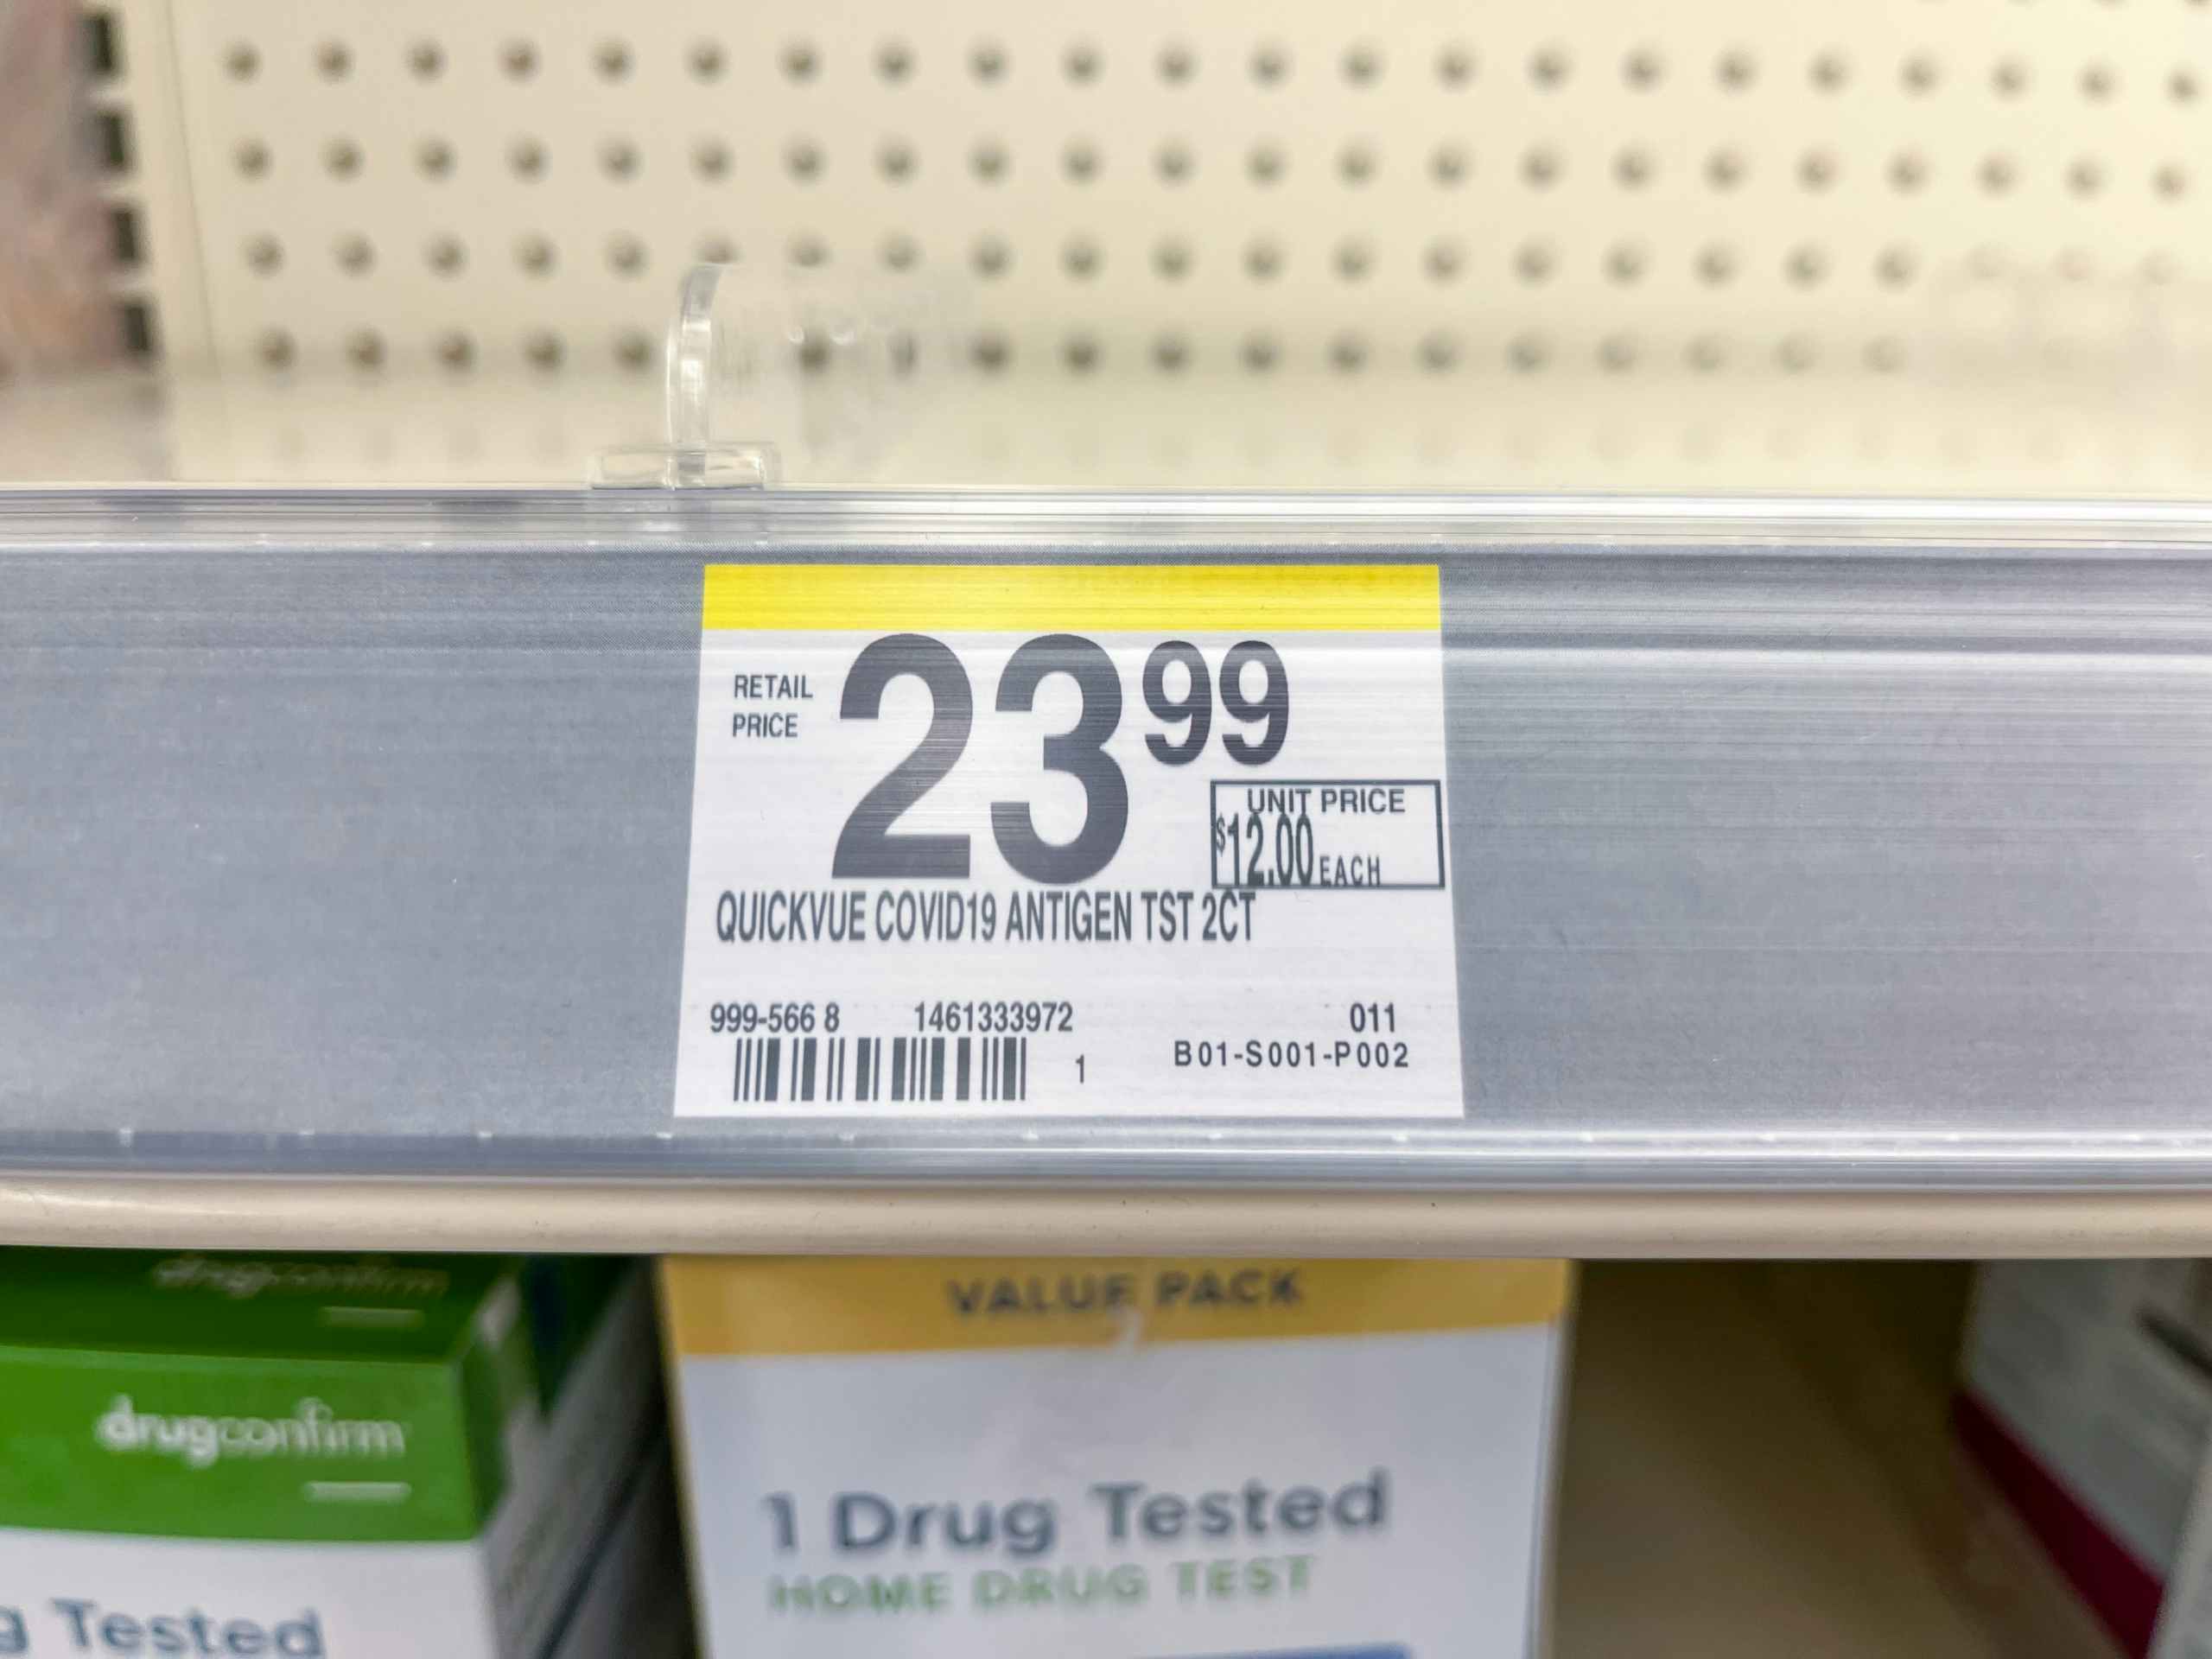 RETAIL
PRICE
23 99
UNIT PRICE
$12.00 EACH
QUICKVUE COVID19 ANTIGEN TST 2CT
999-566 8 1461333972 011
1 B01-S001-P002
drugconfirm
VALUE PACK
drugconfirm
1 Drug Tested
HOME DRUG TEST
g Tested